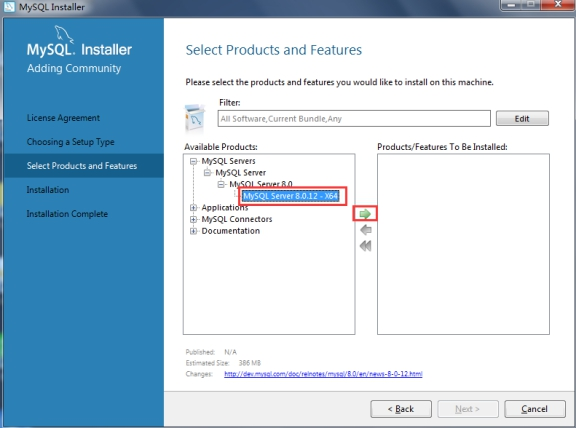 MySQL Installer
MySQL. Installer
Adding Community
License Agreement
Choosing a Setup Type
Select Products and Features
Installation
Installation Complete
Select Products and Features
Please select the products and features you would like to install on this machine.
Filter:
All Software,Current Bundle,Any
Edit
Available Products:
MySQL Servers
MySQL Server
MySQL Server 8.0
MySQL Server 8.0.12 - X64
Applications
MySQL Connectors
Documentation
Products/Features To Be Installed:
Published: N/A
Estimated Size: 386 MB
Changes: http://dev.mysql.com/doc/relnotes/mysql/8.0/en/news-8-0-12.html
< Back
Next >
Cancel